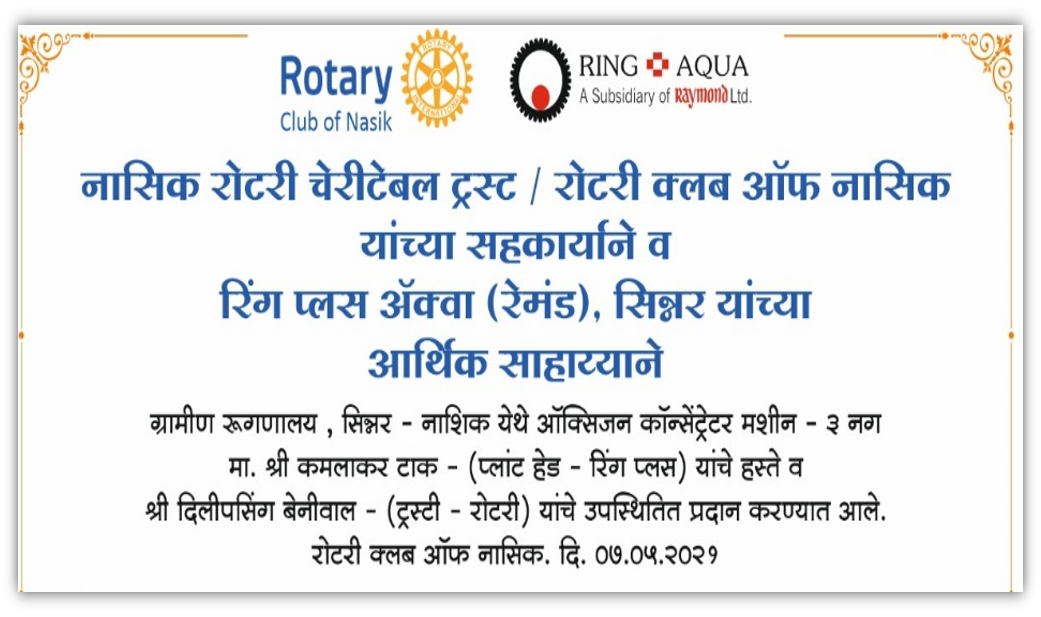 Rotary
Club of Nasik
ROTARY
INTERNATIONAL
RING AQUA
A Subsidiary of Raymond Ltd.
नासिक रोटरी चेरीटेबल ट्रस्ट / रोटरी क्लब ऑफ नासिक
यांच्या सहकार्याने व
रिंग प्लस ॲक्वा (रेमंड), सिन्नर यांच्या
आर्थिक साहाय्याने
ग्रामीण रूगणालय , सिन्नर - नाशिक येथे ऑक्सिजन कॉन्सेंट्रेटर मशीन - ३ नग
मा. श्री कमलाकर टाक - (प्लांट हेड - रिंग प्लस) यांचे हस्ते व
श्री दिलीपसिंग बेनीवाल - (ट्रस्टी - रोटरी) यांचे उपस्थितित प्रदान करण्यात आले.
रोटरी क्लब ऑफ नासिक. दि. ०७.०५.२०२१